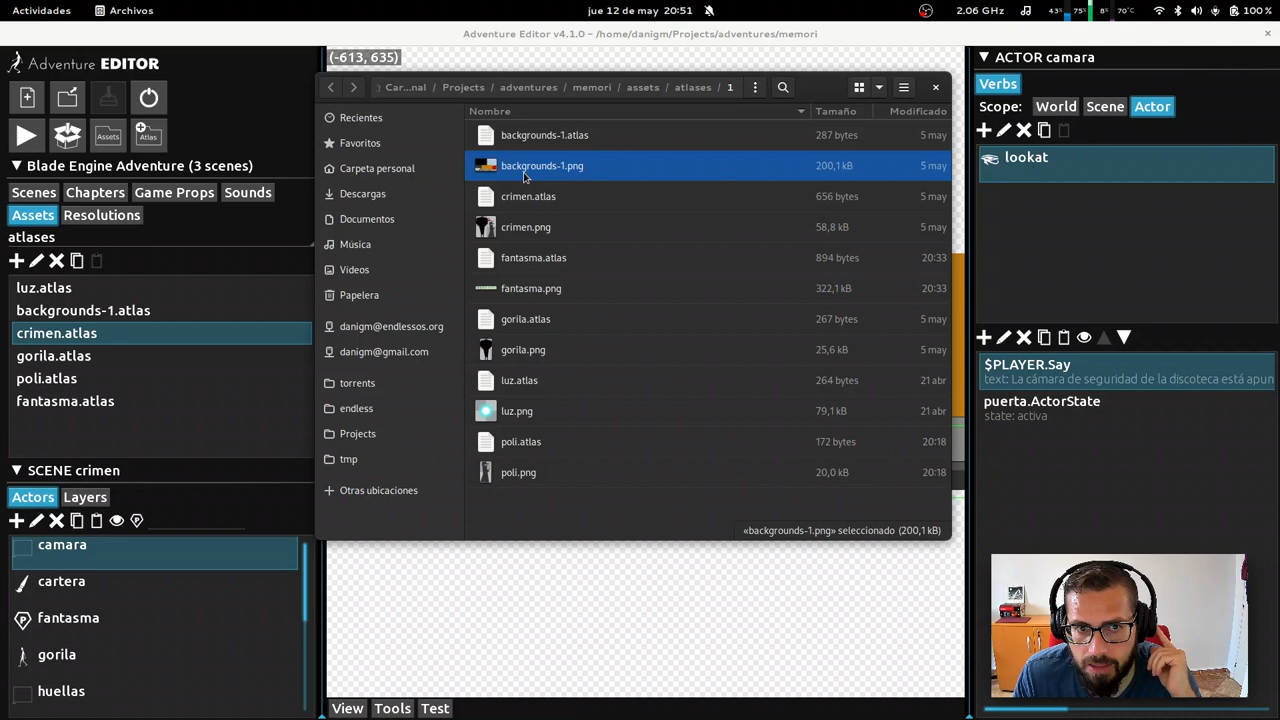 Actividades Archivos jue 12 de may 20:51 2.06 GHz 43% 75% 8% 70°C 100 %
Adventure Editor v4.1.0 - /home/danigm/Projects/adventures/memori ×
Adventure EDITOR
Assets
Atlas
Blade Engine Adventure (3 scenes)
Scenes Chapters Game Props Sounds
Assets Resolutions
atlases
luz.atlas
backgrounds-1.atlas
crimen.atlas
gorila.atlas
poli.atlas
fantasma.atlas
SCENE crimen
Actors Layers
camara
cartera
fantasma
gorila
huellas
(-613, 635)
Car...nal / Projects / adventures / memori / assets / atlases / 1
Recientes
Favoritos
Carpeta personal
Descargas
Documentos
Música
Vídeos
Papelera
danigm@endlessos.org
danigm@gmail.com
torrents
endless
Projects
tmp
Otras ubicaciones
Nombre Tamaño Modificado
backgrounds-1.atlas 287 bytes 5 may
backgrounds-1.png 200,1 kB 5 may
crimen.atlas 656 bytes 5 may
crimen.png 58,8 kB 5 may
fantasma.atlas 894 bytes 20:33
fantasma.png 322,1 kB 20:33
gorila.atlas 267 bytes 5 may
gorila.png 25,6 kB 5 may
luz.atlas 264 bytes 21 abr
luz.png 79,1 kB 21 abr
poli.atlas 172 bytes 20:18
poli.png 20,0 kB 20:18
«backgrounds-1.png» seleccionado (200,1 kB)
View Tools Test
ACTOR camara
Verbs
Scope: World Scene Actor
lookat
$PLAYER.Say
text: La cámara de seguridad de la discoteca está apun
puerta.ActorState
state: activa